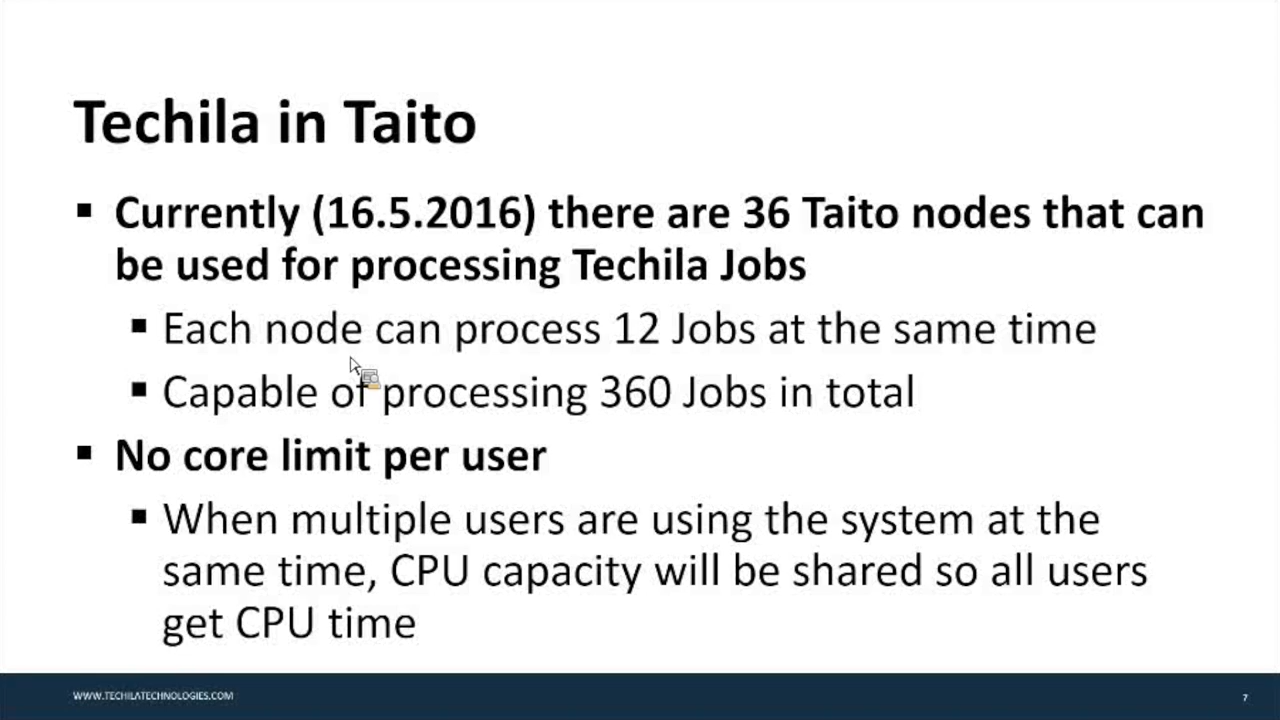 Techila in Taito
▪ Currently (16.5.2016) there are 36 Taito nodes that can
be used for processing Techila Jobs
▪ Each node can process 12 Jobs at the same time
▪ Capable of processing 360 Jobs in total
▪ No core limit per user
▪ When multiple users are using the system at the
same time, CPU capacity will be shared so all users
get CPU time
WWW.TECHILATECHNOLOGIES.COM
7